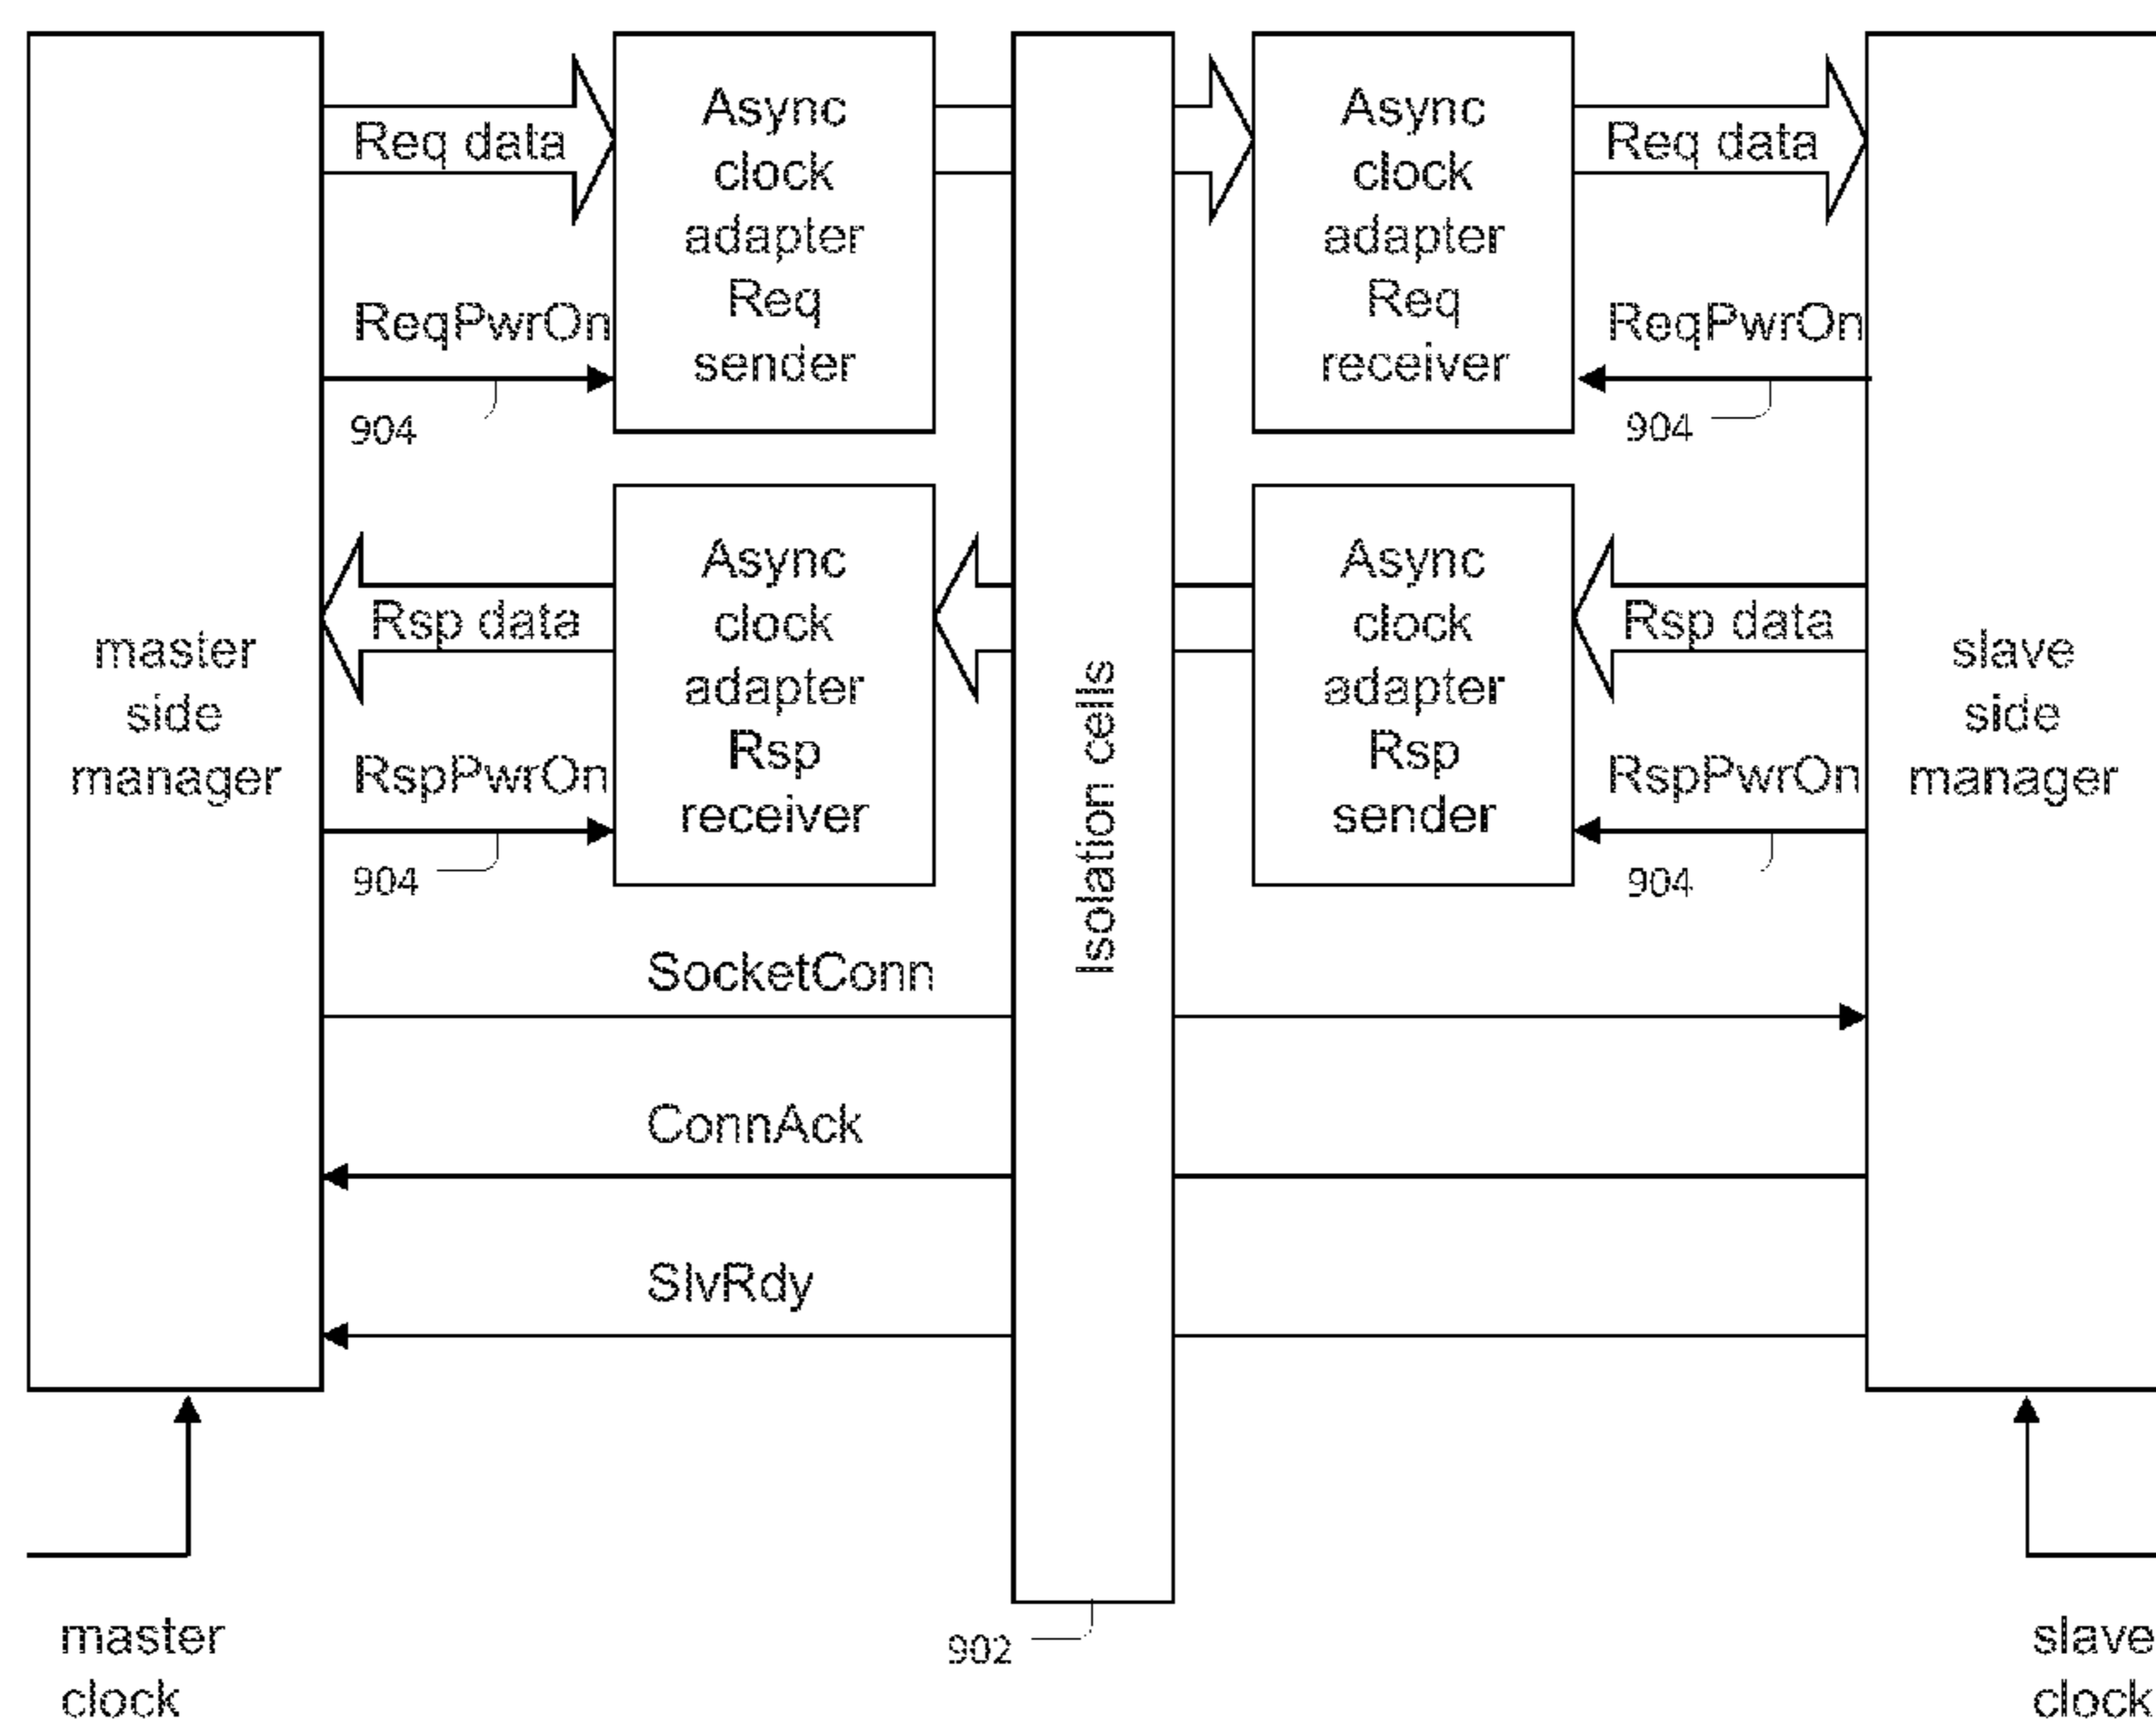 master
side
manager
Req data
ReqPwrOn
904
Async
clock
adapter
Req
sender
Rsp data
RspPwrOn
904
Async
clock
adapter
Rsp
receiver
Isolation cells
902
Async
clock
adapter
Req
receiver
Req data
ReqPwrOn
904
Async
clock
adapter
Rsp
sender
Rsp data
RspPwrOn
904
slave
side
manager
SocketConn
ConnAck
SlvRdy
master
clock
slave
clock